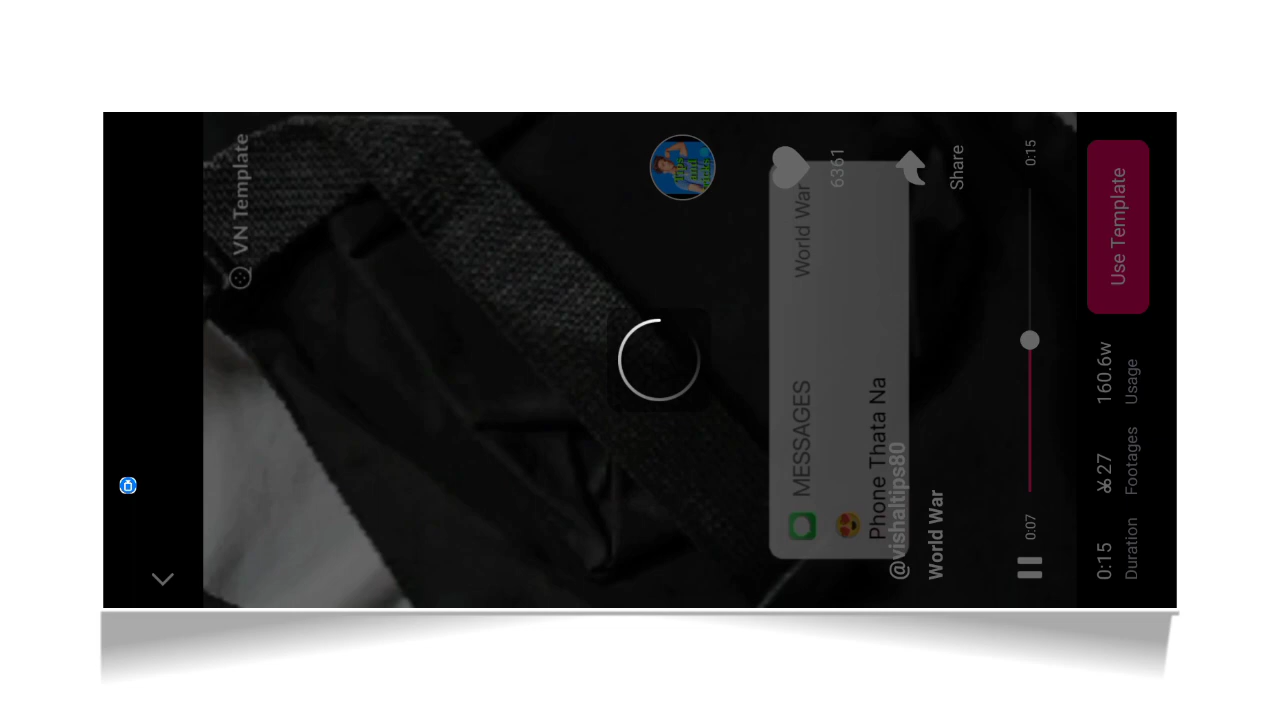 VN Template
6361
Share
MESSAGES
World War
😍
Phone Thata Na
@vishaltips80
World War
0:07
0:15
0:15
Duration
27
Footages
160.6w
Usage
Use Template